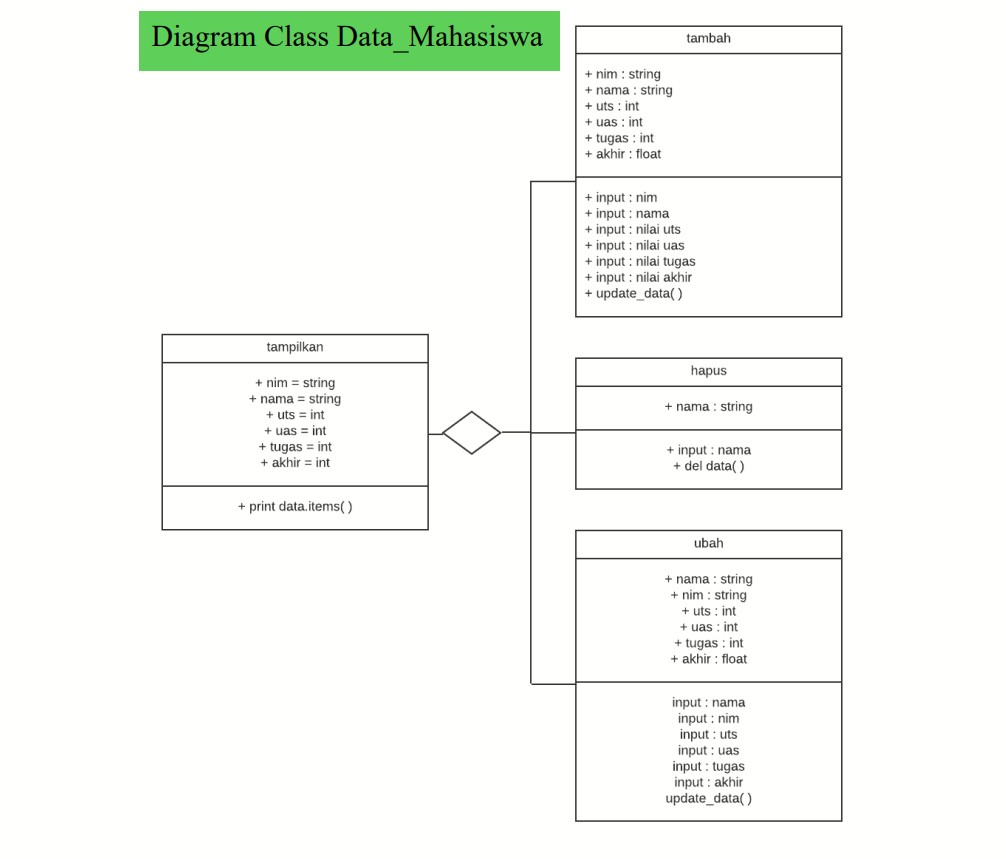 Diagram Class Data_Mahasiswa
tambah
+ nim : string
+ nama : string
+ uts : int
+ uas : int
+ tugas : int
+ akhir : float
+ input : nim
+ input : nama
+ input : nilai uts
+ input : nilai uas
+ input : nilai tugas
+ input : nilai akhir
+ update_data( )
tampilkan
+ nim = string
+ nama = string
+ uts = int
+ uas = int
+ tugas = int
+ akhir = int
+ print data.items( )
hapus
+ nama : string
+ input : nama
+ del data( )
ubah
+ nama : string
+ nim : string
+ uts : int
+ uas : int
+ tugas : int
+ akhir : float
input : nama
input : nim
input : uts
input : uas
input : tugas
input : akhir
update_data( )